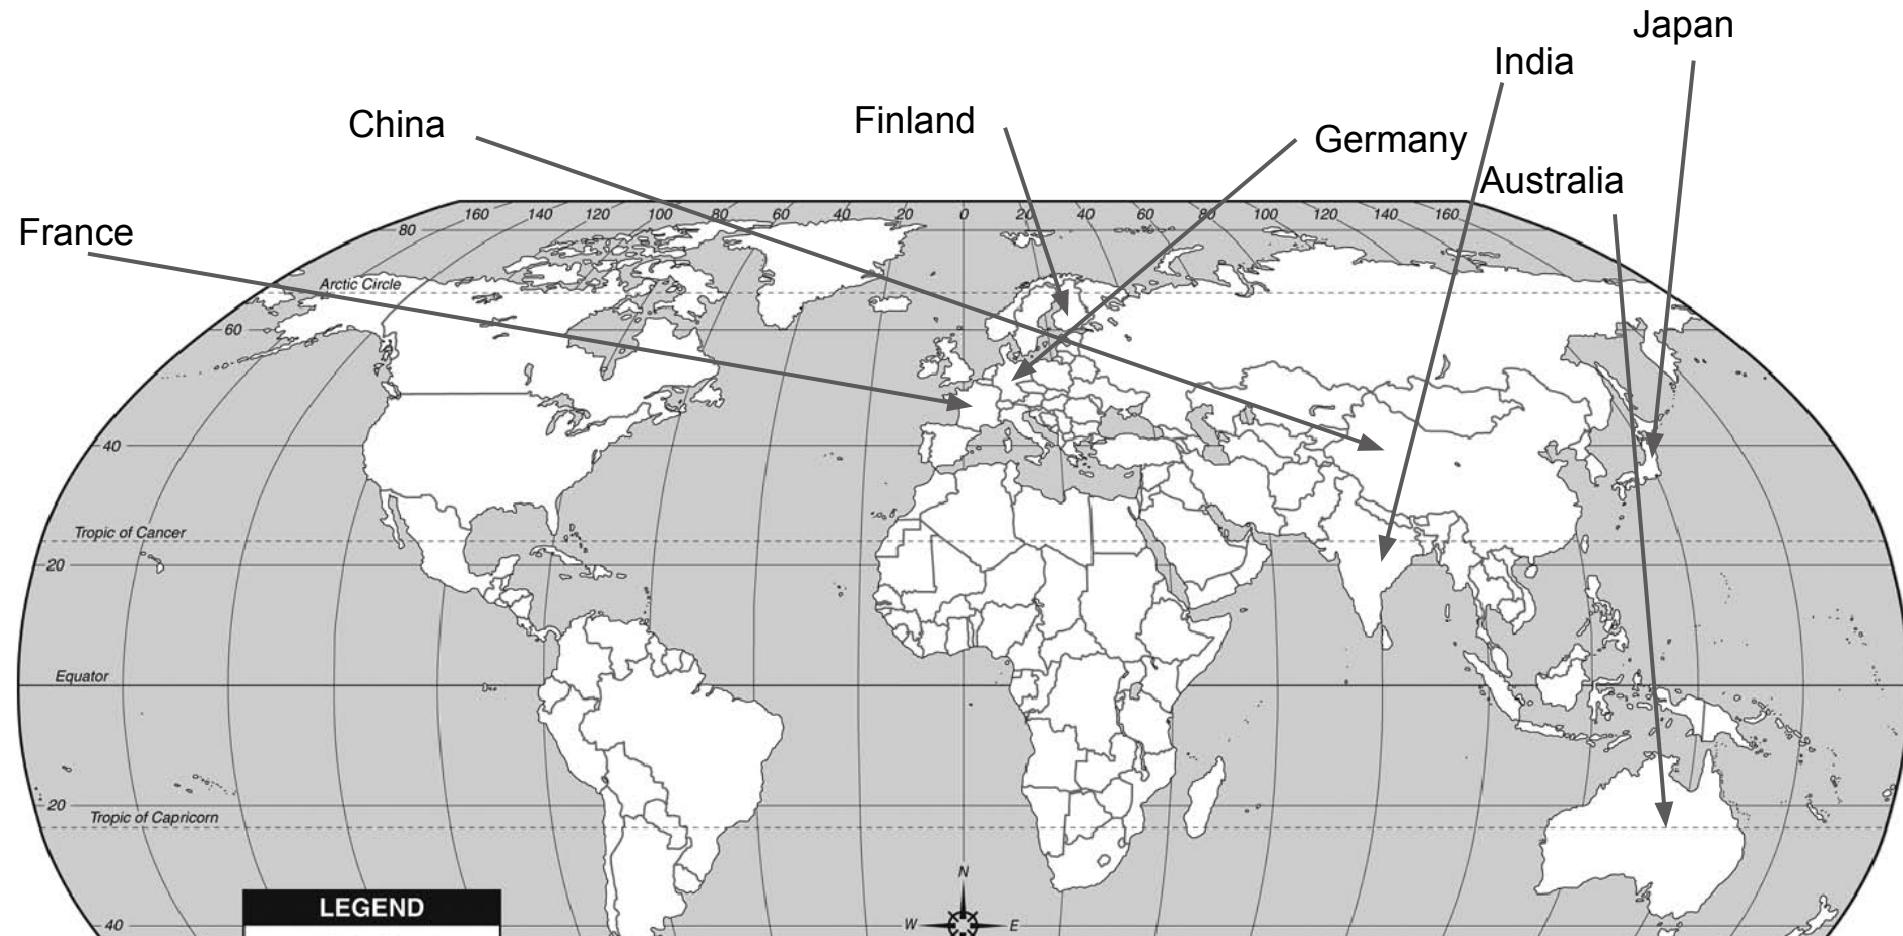 Japan
India
China
Finland
Germany
Australia
France
160 140 120 100 80 60 40 20 0 20 40 60 80 100 120 140 160
80
Arctic Circle
60
40
Tropic of Cancer
20
Equator
20
Tropic of Capricorn
N
LEGEND
40
W E